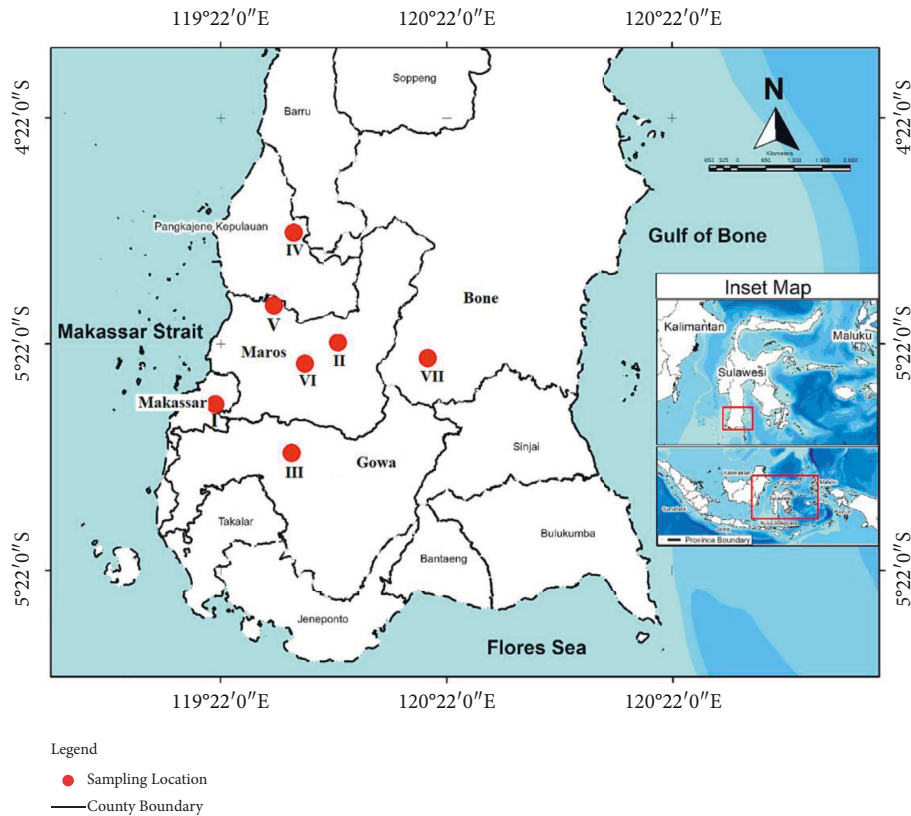 119°22′0″E 120°22′0″E 120°22′0″E
4°22′0″S
5°22′0″S
5°22′0″S
4°22′0″S
5°22′0″S
5°22′0″S
Soppeng
Barru
N
Kilometers
Pangkajene Kepulauan
IV
Gulf of Bone
Bone
V
Makassar Strait
Maros
II
VI
VII
Makassar
I
Gowa
III
Sinjai
Takalar
Bulukumba
Bantaeng
Jeneponto
Flores Sea
Inset Map
Kalimantan
Maluku
Sulawesi
Kalimantan
Province Boundary
119°22′0″E 120°22′0″E 120°22′0″E
Legend
Sampling Location
County Boundary